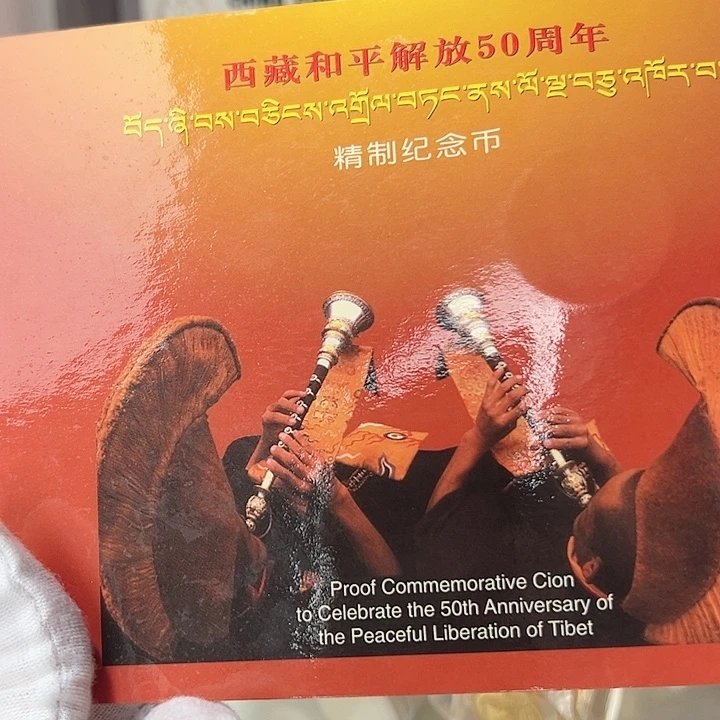 西藏和平解放50周年
བོད་ཞི་བས་བཅིངས་འགྲོལ་བཏང་ནས་ལོ་ལྔ་བཅུ་འཁོར་བ
精制纪念币
Proof Commemorative Cion
to Celebrate the 50th Anniversary of
the Peaceful Liberation of Tibet